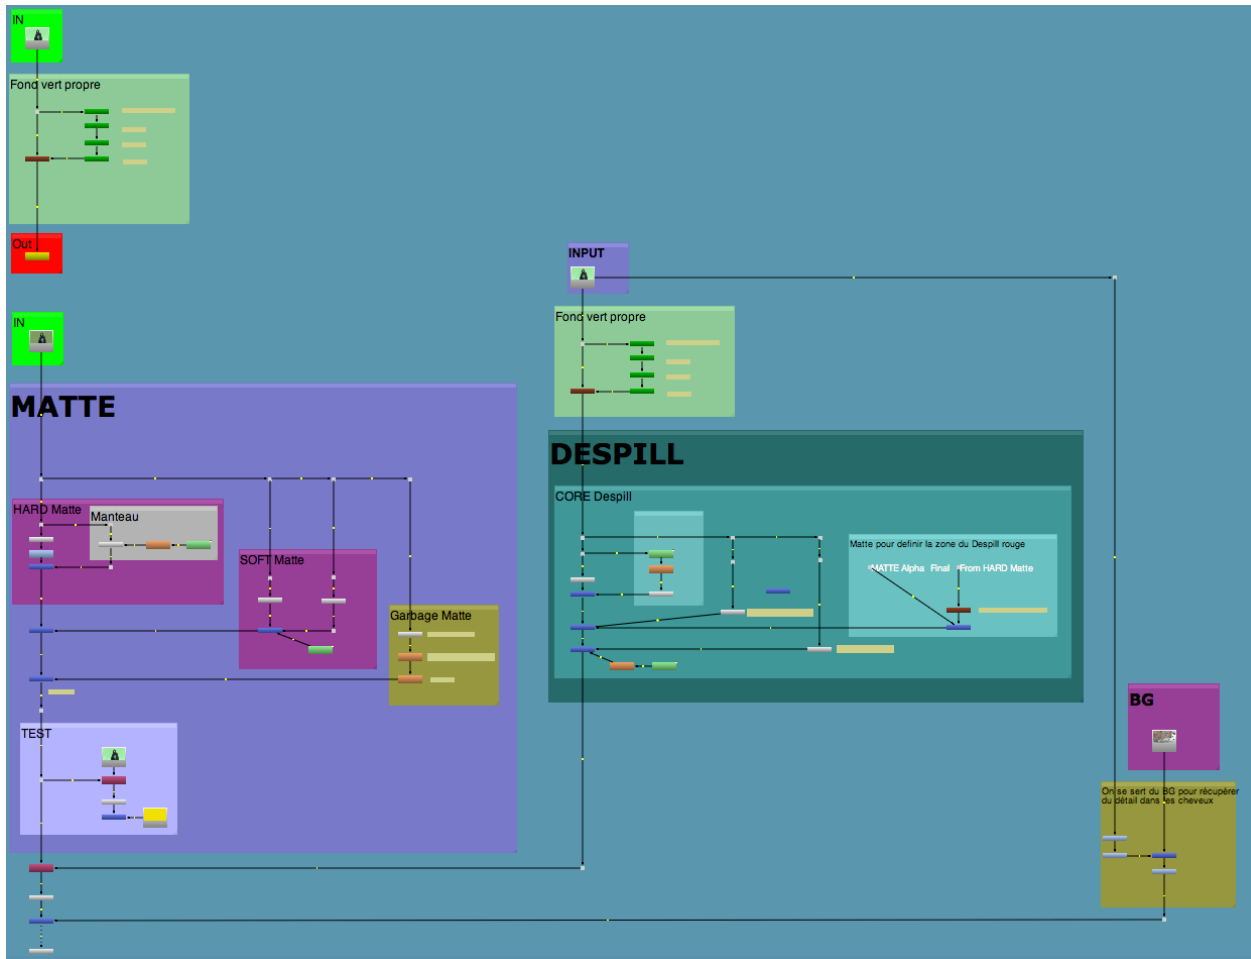 IN
Fond vert propre
Out
IN
MATTE
HARD Matte
Manteau
SOFT Matte
Garbage Matte
TEST
INPUT
Fond vert propre
DESPILL
CORE Despill
Matte pour definir la zone du Despill rouge
MATTE Alpha Final
From HARD Matte
BG
On se sert du BG pour récupérer
du détail dans les cheveux